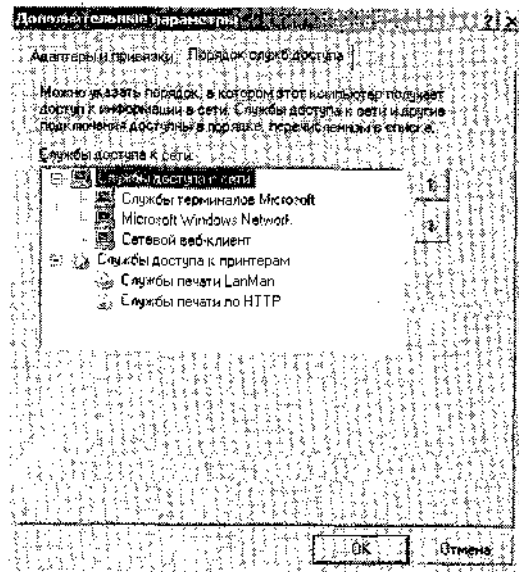 Дополнительные параметры ? ×
Адаптеры и привязки Порядок служб доступа
Можно указать порядок, в котором этот компьютер получает
доступ к информации в сети. Службы доступа к сети и другие
подключения доступны в порядке, перечисленным в списке.
Службы доступа к сети:
Службы доступа к сети
Службы терминалов Microsoft
Microsoft Windows Network
Сетевой веб-клиент
Службы доступа к принтерам
Службы печати LanMan
Службы печати по HTTP
OK Отмена